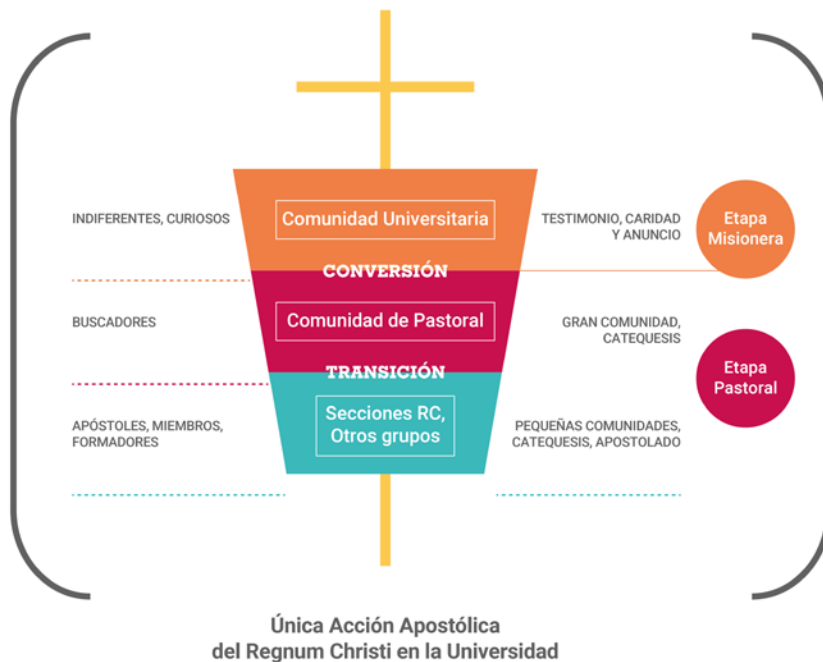 INDIFERENTES, CURIOSOS
Comunidad Universitaria
TESTIMONIO, CARIDAD
Y ANUNCIO
Etapa
Misionera
CONVERSIÓN
BUSCADORES
Comunidad de Pastoral
GRAN COMUNIDAD,
CATEQUESIS
Etapa
Pastoral
TRANSICIÓN
APÓSTOLES, MIEMBROS,
FORMADORES
Secciones RC,
Otros grupos
PEQUEÑAS COMUNIDADES,
CATEQUESIS, APOSTOLADO
Única Acción Apostólica
del Regnum Christi en la Universidad